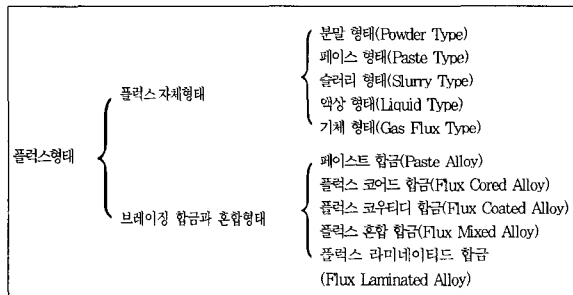 분말 형태(Powder Type)
페이스 형태(Paste Type)
플럭스 자체형태
슬러리 형태(Slurry Type)
액상 형태(Liquid Type)
기체 형태(Gas Flux Type)
플럭스형태
페이스트 합금(Paste Alloy)
플럭스 코어드 합금(Flux Cored Alloy)
브레이징 합금과 혼합형태
플럭스 코우티디 합금(Flux Coated Alloy)
플럭스 혼합 합금(Flux Mixed Alloy)
플럭스 라미네이티드 합금
(Flux Laminated Alloy)